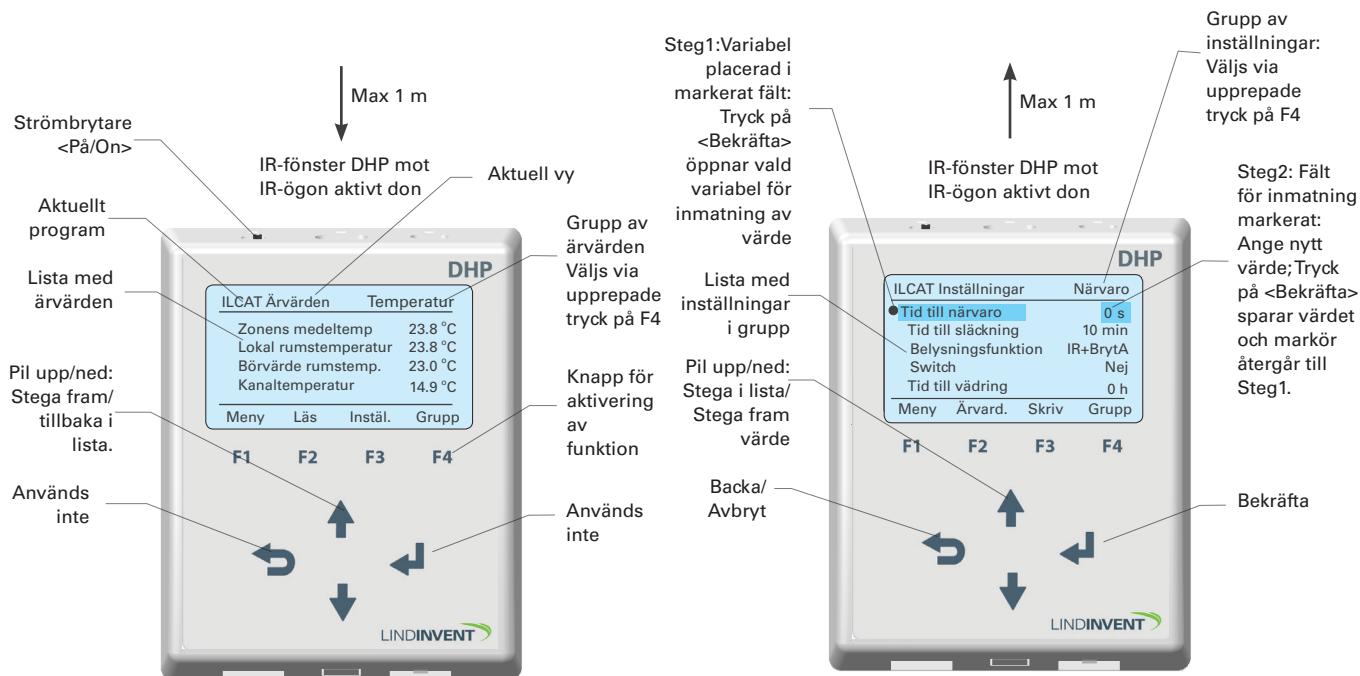 Max 1 m
IR-fönster DHP mot
IR-ögon aktivt don
Strömbrytare
<På/On>
Aktuellt
program
Lista med
ärvärden
Pil upp/ned:
Stega fram/
tillbaka i
lista.
Används
inte
Aktuell vy
Grupp av
ärvärden
Väljs via
upprepade
tryck på F4
Knapp för
aktivering
av
funktion
Används
inte
DHP
ILCAT Ärvärden Temperatur
Zonens medeltemp 23.8 °C
Lokal rumstemperatur 23.8 °C
Börvärde rumstemp. 23.0 °C
Kanaltemperatur 14.9 °C
Meny Läs Instäl. Grupp
F1 F2 F3 F4
LINDINVENT
Steg1:Variabel
placerad i
markerat fält:
Tryck på
<Bekräfta>
öppnar vald
variabel för
inmatning av
värde
Lista med
inställningar
i grupp
Pil upp/ned:
Stega i lista/
Stega fram
värde
Backa/
Avbryt
Max 1 m
IR-fönster DHP mot
IR-ögon aktivt don
Grupp av
inställningar:
Väljs via
upprepade
tryck på F4
Steg2: Fält
för inmatning
markerat:
Ange nytt
värde;Tryck
på <Bekräfta>
sparar värdet
och markör
återgår till
Steg1.
Bekräfta
DHP
ILCAT Inställningar Närvaro
Tid till närvaro 0 s
Tid till släckning 10 min
Belysningsfunktion IR+BrytA
Switch Nej
Tid till vädring 0 h
Meny Ärvard. Skriv Grupp
F1 F2 F3 F4
LINDINVENT